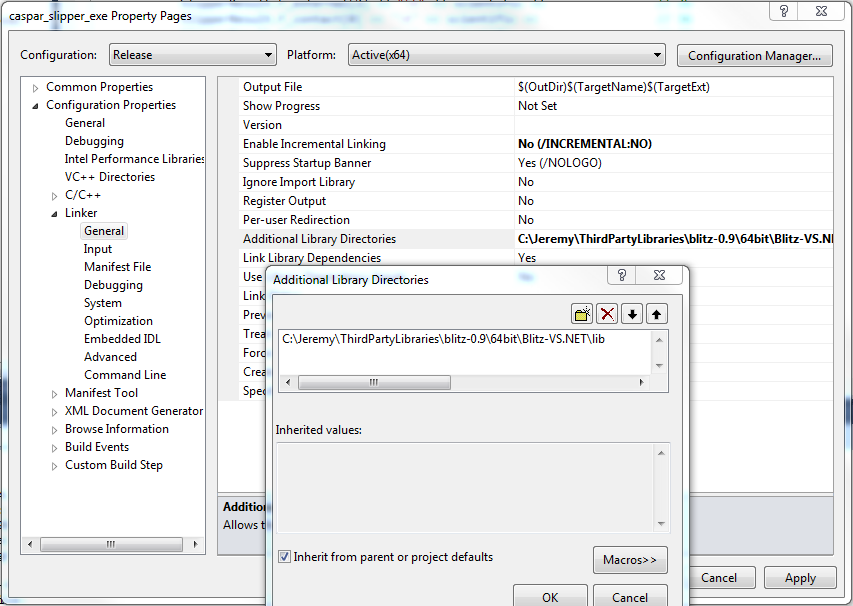 caspar_slipper_exe Property Pages
Configuration: Release Platform: Active(x64) Configuration Manager...
Common Properties
Configuration Properties
General
Debugging
Intel Performance Libraries
VC++ Directories
C/C++
Linker
General
Input
Manifest File
Debugging
System
Optimization
Embedded IDL
Advanced
Command Line
Manifest Tool
XML Document Generator
Browse Information
Build Events
Custom Build Step
Output File $(OutDir)$(TargetName)$(TargetExt)
Show Progress Not Set
Version
Enable Incremental Linking No (/INCREMENTAL:NO)
Suppress Startup Banner Yes (/NOLOGO)
Ignore Import Library No
Register Output No
Per-user Redirection No
Additional Library Directories C:\Jeremy\ThirdPartyLibraries\blitz-0.9\64bit\Blitz-VS.NE
Link Library Dependencies Yes
Use
Link
Prev
Trea
Forc
Crea
Spec
Additio
Allows t
Additional Library Directories
C:\Jeremy\ThirdPartyLibraries\blitz-0.9\64bit\Blitz-VS.NET\lib
Inherited values:
Inherit from parent or project defaults
Macros>>
OK Cancel
Cancel Apply